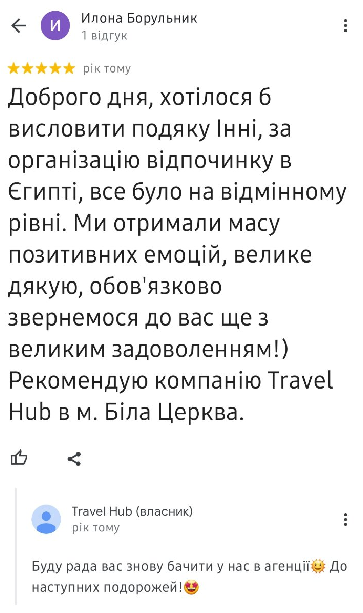 Илона Борульник
1 відгук
И
рік тому
Доброго дня, хотілося б
висловити подяку Інні, за
організацію відпочинку в
Єгипті, все було на відмінному
рівні. Ми отримали масу
позитивних емоцій, велике
дякую, обов'язково
звернемося до вас ще з
великим задоволенням!)
Рекомендую компанію Travel
Hub в м. Біла Церква.
Travel Hub (власник)
рік тому
Буду рада вас знову бачити у нас в агенції🌞 До
наступних подорожей!🤩